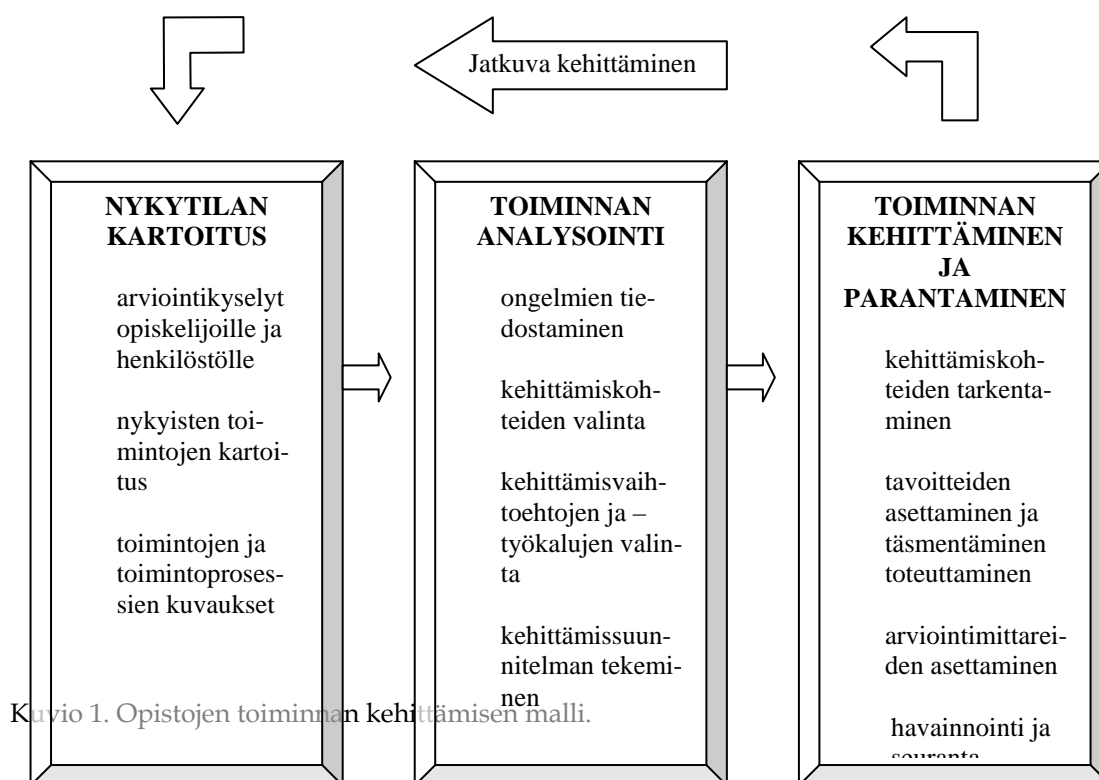 Jatkuva kehittäminen
NYKYTILAN
KARTOITUS
arviointikyselyt
opiskelijoille ja
henkilöstölle
nykyisten toi-
mintojen kartoi-
tus
toimintojen ja
toimintoproses-
sien kuvaukset
TOIMINNAN
ANALYSOINTI
ongelmien tie-
dostaminen
kehittämiskoh-
teiden valinta
kehittämisvaih-
toehtojen ja –
työkalujen valin-
ta
kehittämissuun-
nitelman tekemi-
nen
TOIMINNAN
KEHITTÄMINEN
JA
PARANTAMINEN
kehittämiskoh-
teiden tarkenta-
minen
tavoitteiden
asettaminen ja
täsmentäminen
toteuttaminen
arviointimittarei-
den asettaminen
havainnointi ja
seuranta
Kuvio 1. Opistojen toiminnan kehittämisen malli.